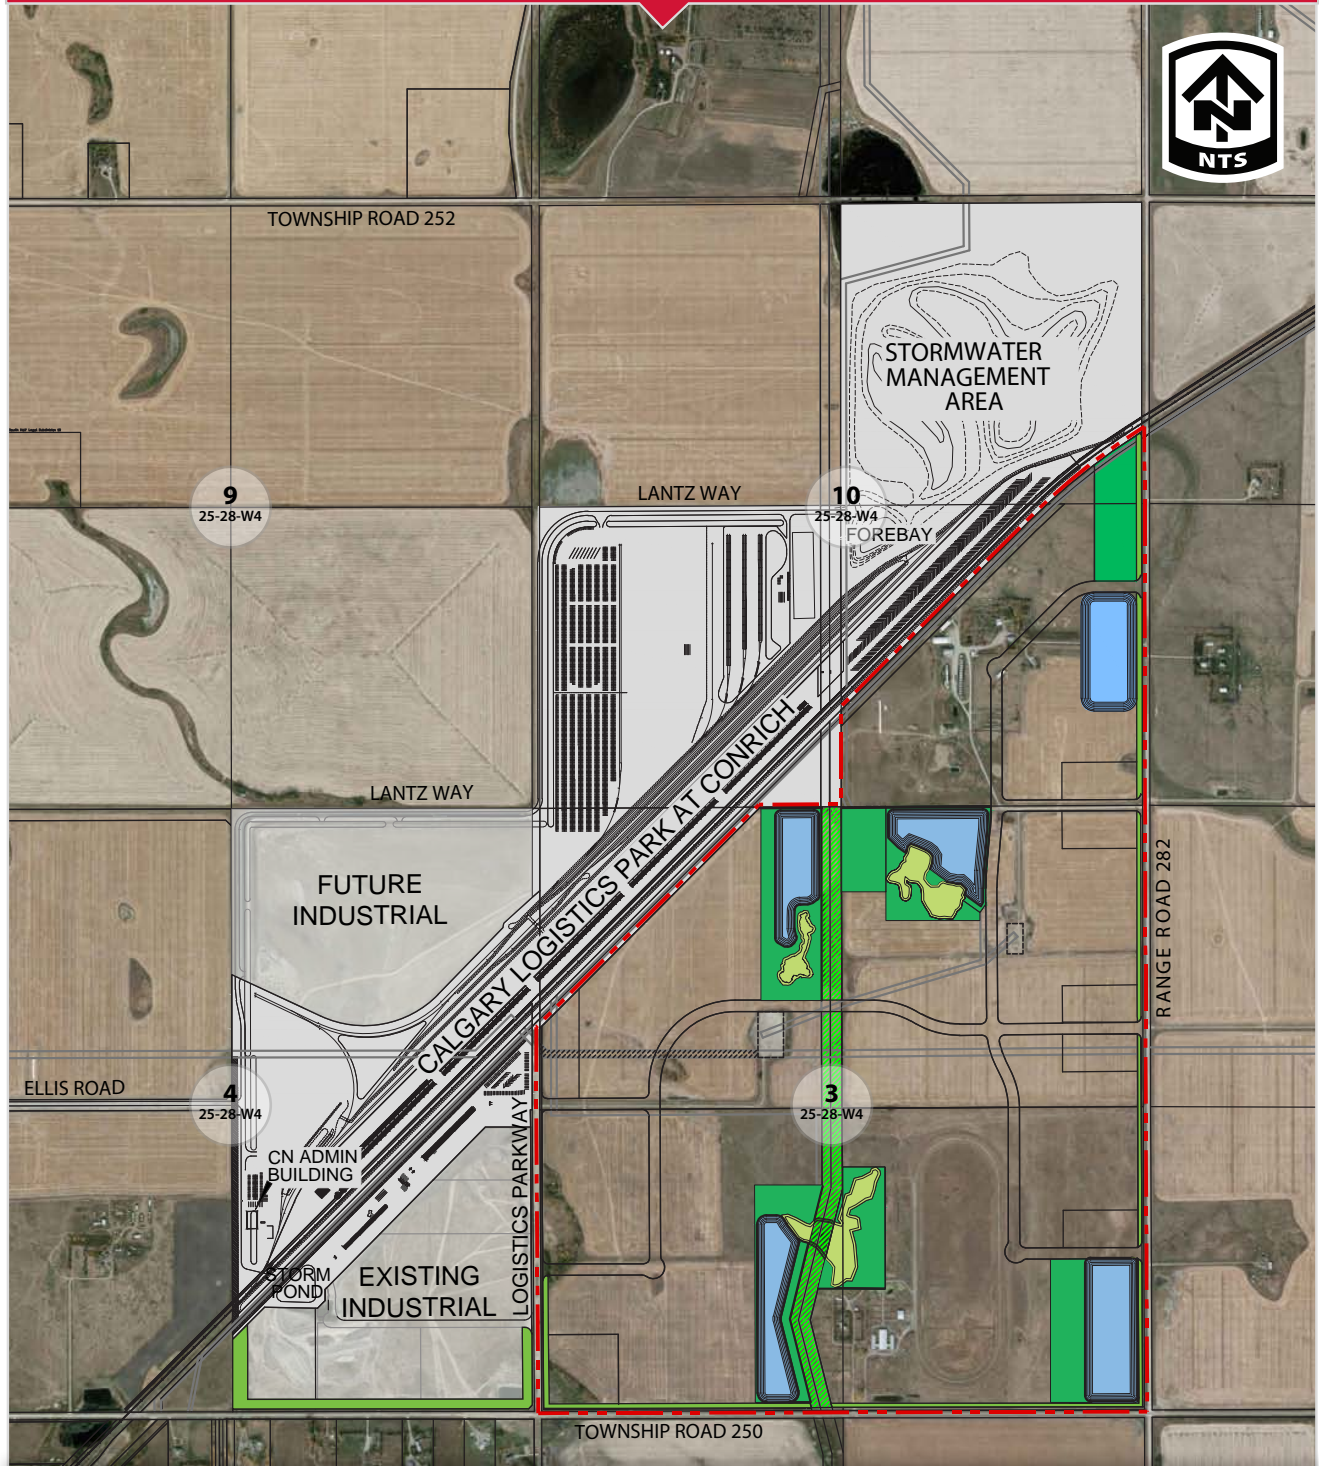 NTS
TOWNSHIP ROAD 252
STORMWATER
MANAGEMENT
AREA
9
25-28-W4
LANTZ WAY
10
25-28-W4
FOREBAY
CALGARY LOGISTICS PARK AT CONRICH
LANTZ WAY
FUTURE
INDUSTRIAL
RANGE ROAD 282
ELLIS ROAD
4
25-28-W4
3
25-28-W4
CN ADMIN
BUILDING
LOGISTICS PARKWAY
STORM
POND
EXISTING
INDUSTRIAL
TOWNSHIP ROAD 250